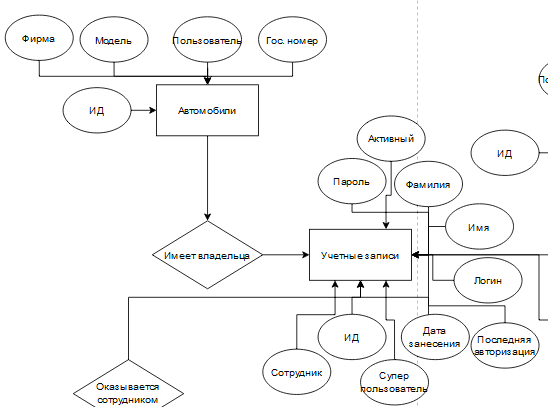 Фирма
Модель
Пользователь
Гос. номер
ИД
Автомобили
Активный
ИД
Пароль
Фамилия
Имя
Имеет владельца
Учетные записи
Логин
ИД
Дата
занесения
Последняя
авторизация
Сотрудник
Супер
пользователь
Оказывается
сотрудником